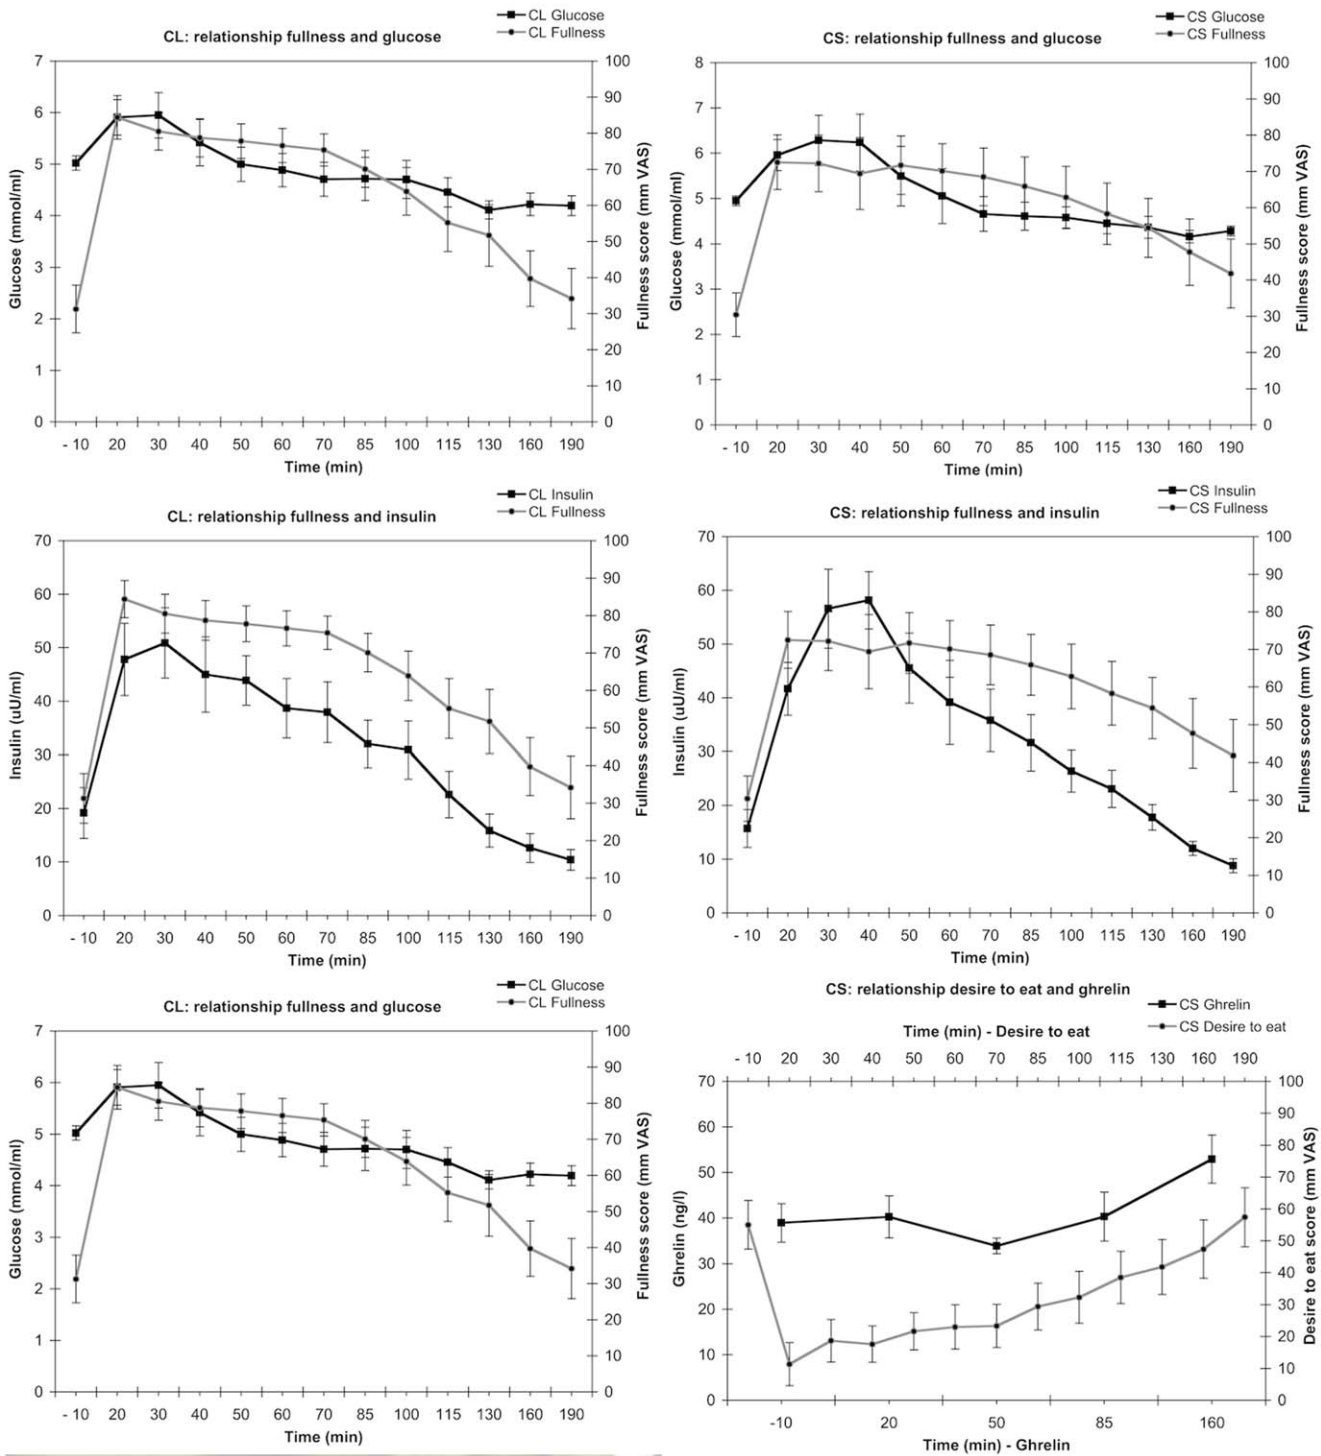 CL: relationship fullness and glucose
CL Glucose
CL Fullness
Glucose (mmol/ml)
7
6
5
4
3
2
1
0
100
90
80
70
60
50
40
30
20
10
0
Fullness score (mm VAS)
- 10 20 30 40 50 60 70 85 100 115 130 160 190
Time (min)
CS: relationship fullness and glucose
CS Glucose
CS Fullness
Glucose (mmol/ml)
8
7
6
5
4
3
2
1
0
100
90
80
70
60
50
40
30
20
10
0
Fullness score (mm VAS)
- 10 20 30 40 50 60 70 85 100 115 130 160 190
Time (min)
CL: relationship fullness and insulin
CL Insulin
CL Fullness
Insulin (uU/ml)
70
60
50
40
30
20
10
0
100
90
80
70
60
50
40
30
20
10
0
Fullness score (mm VAS)
- 10 20 30 40 50 60 70 85 100 115 130 160 190
Time (min)
CS: relationship fullness and insulin
CS Insulin
CS Fullness
Insulin (uU/ml)
70
60
50
40
30
20
10
0
100
90
80
70
60
50
40
30
20
10
0
Fullness score (mm VAS)
- 10 20 30 40 50 60 70 85 100 115 130 160 190
Time (min)
CL: relationship fullness and glucose
CL Glucose
CL Fullness
Glucose (mmol/ml)
7
6
5
4
3
2
1
0
100
90
80
70
60
50
40
30
20
10
0
Fullness score (mm VAS)
- 10 20 30 40 50 60 70 85 100 115 130 160 190
Time (min)
CS: relationship desire to eat and ghrelin
CS Ghrelin
CS Desire to eat
Time (min) - Desire to eat
- 10 20 30 40 50 60 70 85 100 115 130 160 190
Ghrelin (ng/l)
70
60
50
40
30
20
10
0
100
90
80
70
60
50
40
30
20
10
0
Desire to eat score (mm VAS)
-10 20 50 85 160
Time (min) - Ghrelin